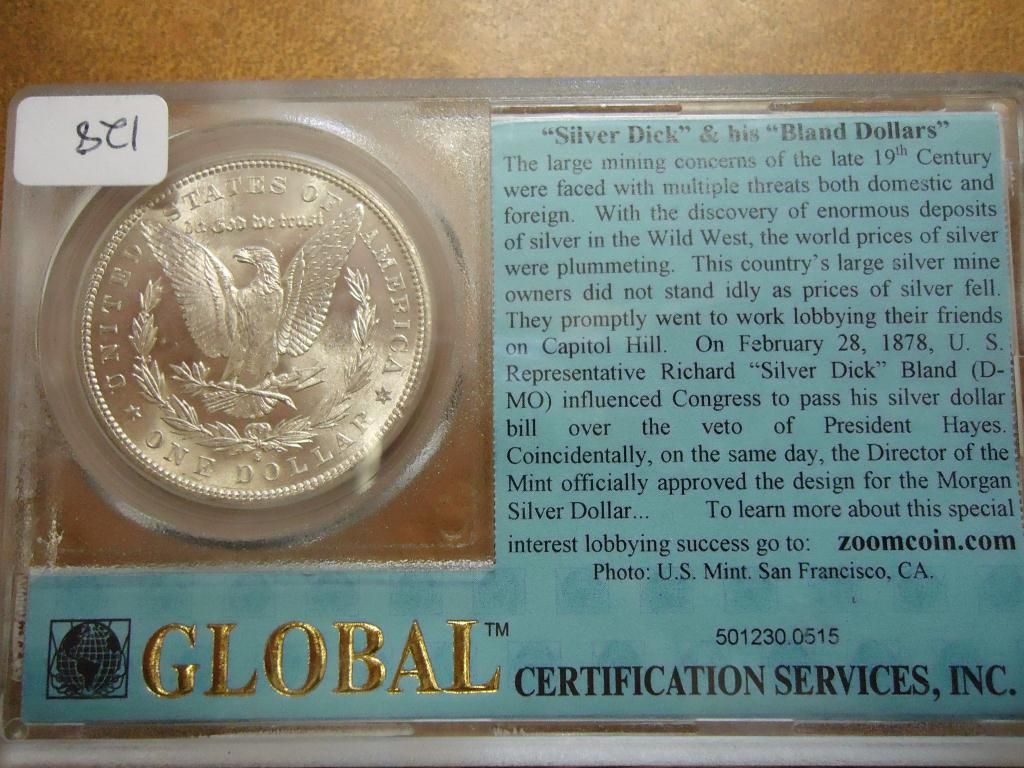 128
UNITED STATES OF AMERICA
In God we trust
ONE DOLLAR
"Silver Dick" & his "Bland Dollars"
The large mining concerns of the late 19th Century
were faced with multiple threats both domestic and
foreign. With the discovery of enormous deposits
of silver in the Wild West, the world prices of silver
were plummeting. This country's large silver mine
owners did not stand idly as prices of silver fell.
They promptly went to work lobbying their friends
on Capitol Hill. On February 28, 1878, U. S.
Representative Richard "Silver Dick" Bland (D-
MO) influenced Congress to pass his silver dollar
bill over the veto of President Hayes.
Coincidentally, on the same day, the Director of the
Mint officially approved the design for the Morgan
Silver Dollar... To learn more about this special
interest lobbying success go to: zoomcoin.com
Photo: U.S. Mint. San Francisco, CA.
501230.0515
GLOBAL™
CERTIFICATION SERVICES, INC.